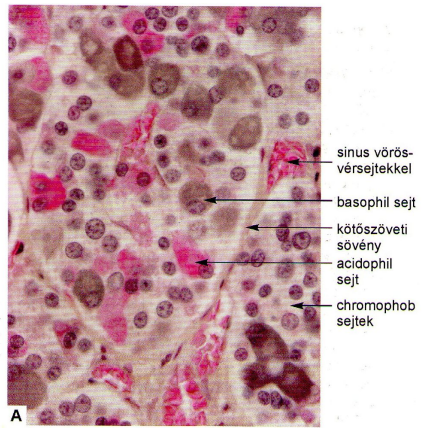 sinus vörös-
vérsejtekkel
basophil sejt
kötőszöveti
sövény
acidophil
sejt
chromophob
sejtek
A